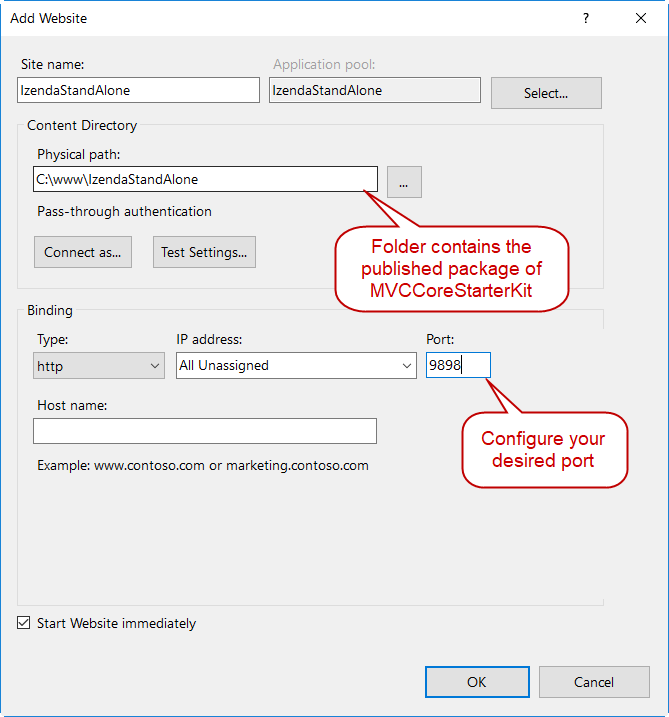 Add Website
?
Site name:
Application pool:
IzendaStandAlone
IzendaStandAlone
Select...
Content Directory
Physical path:
C:\www\IzendaStandAlone
...
Pass-through authentication
Connect as...
Test Settings...
Folder contains the
published package of
MVCCoreStarterKit
Binding
Type:
IP address:
Port:
http
All Unassigned
9898
Host name:
Configure your
desired port
Example: www.contoso.com or marketing.contoso.com
Start Website immediately
OK
Cancel